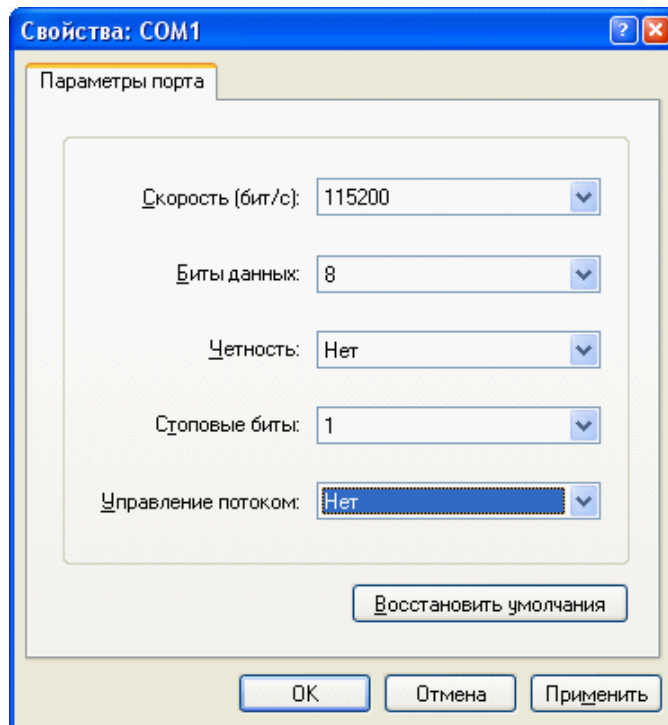 Свойства: COM1
Параметры порта
Скорость (бит/с): 115200
Биты данных: 8
Четность: Нет
Стоповые биты: 1
Управление потоком: Нет
Восстановить умолчания
ОК Отмена Применить